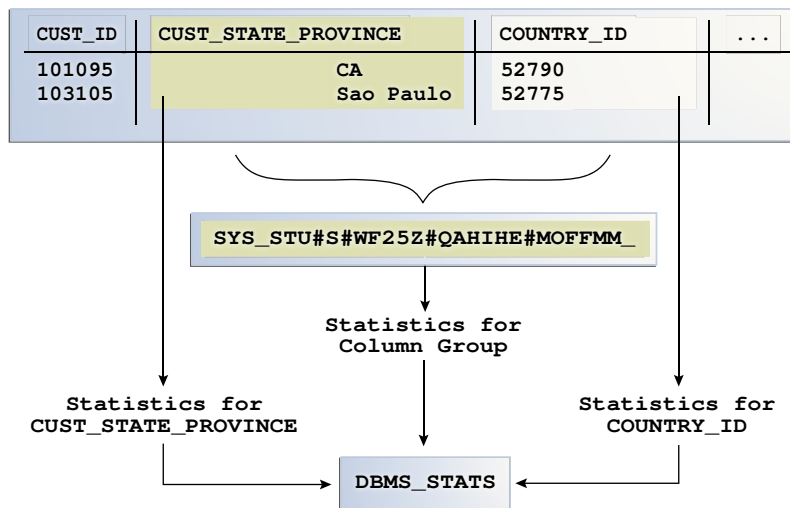 CUST_ID CUST_STATE_PROVINCE COUNTRY_ID ...
101095 CA 52790
103105 Sao Paulo 52775
SYS_STU#S#WF25Z#QAHIHE#MOFFMM_
Statistics for
Column Group
Statistics for
CUST_STATE_PROVINCE
Statistics for
COUNTRY_ID
DBMS_STATS